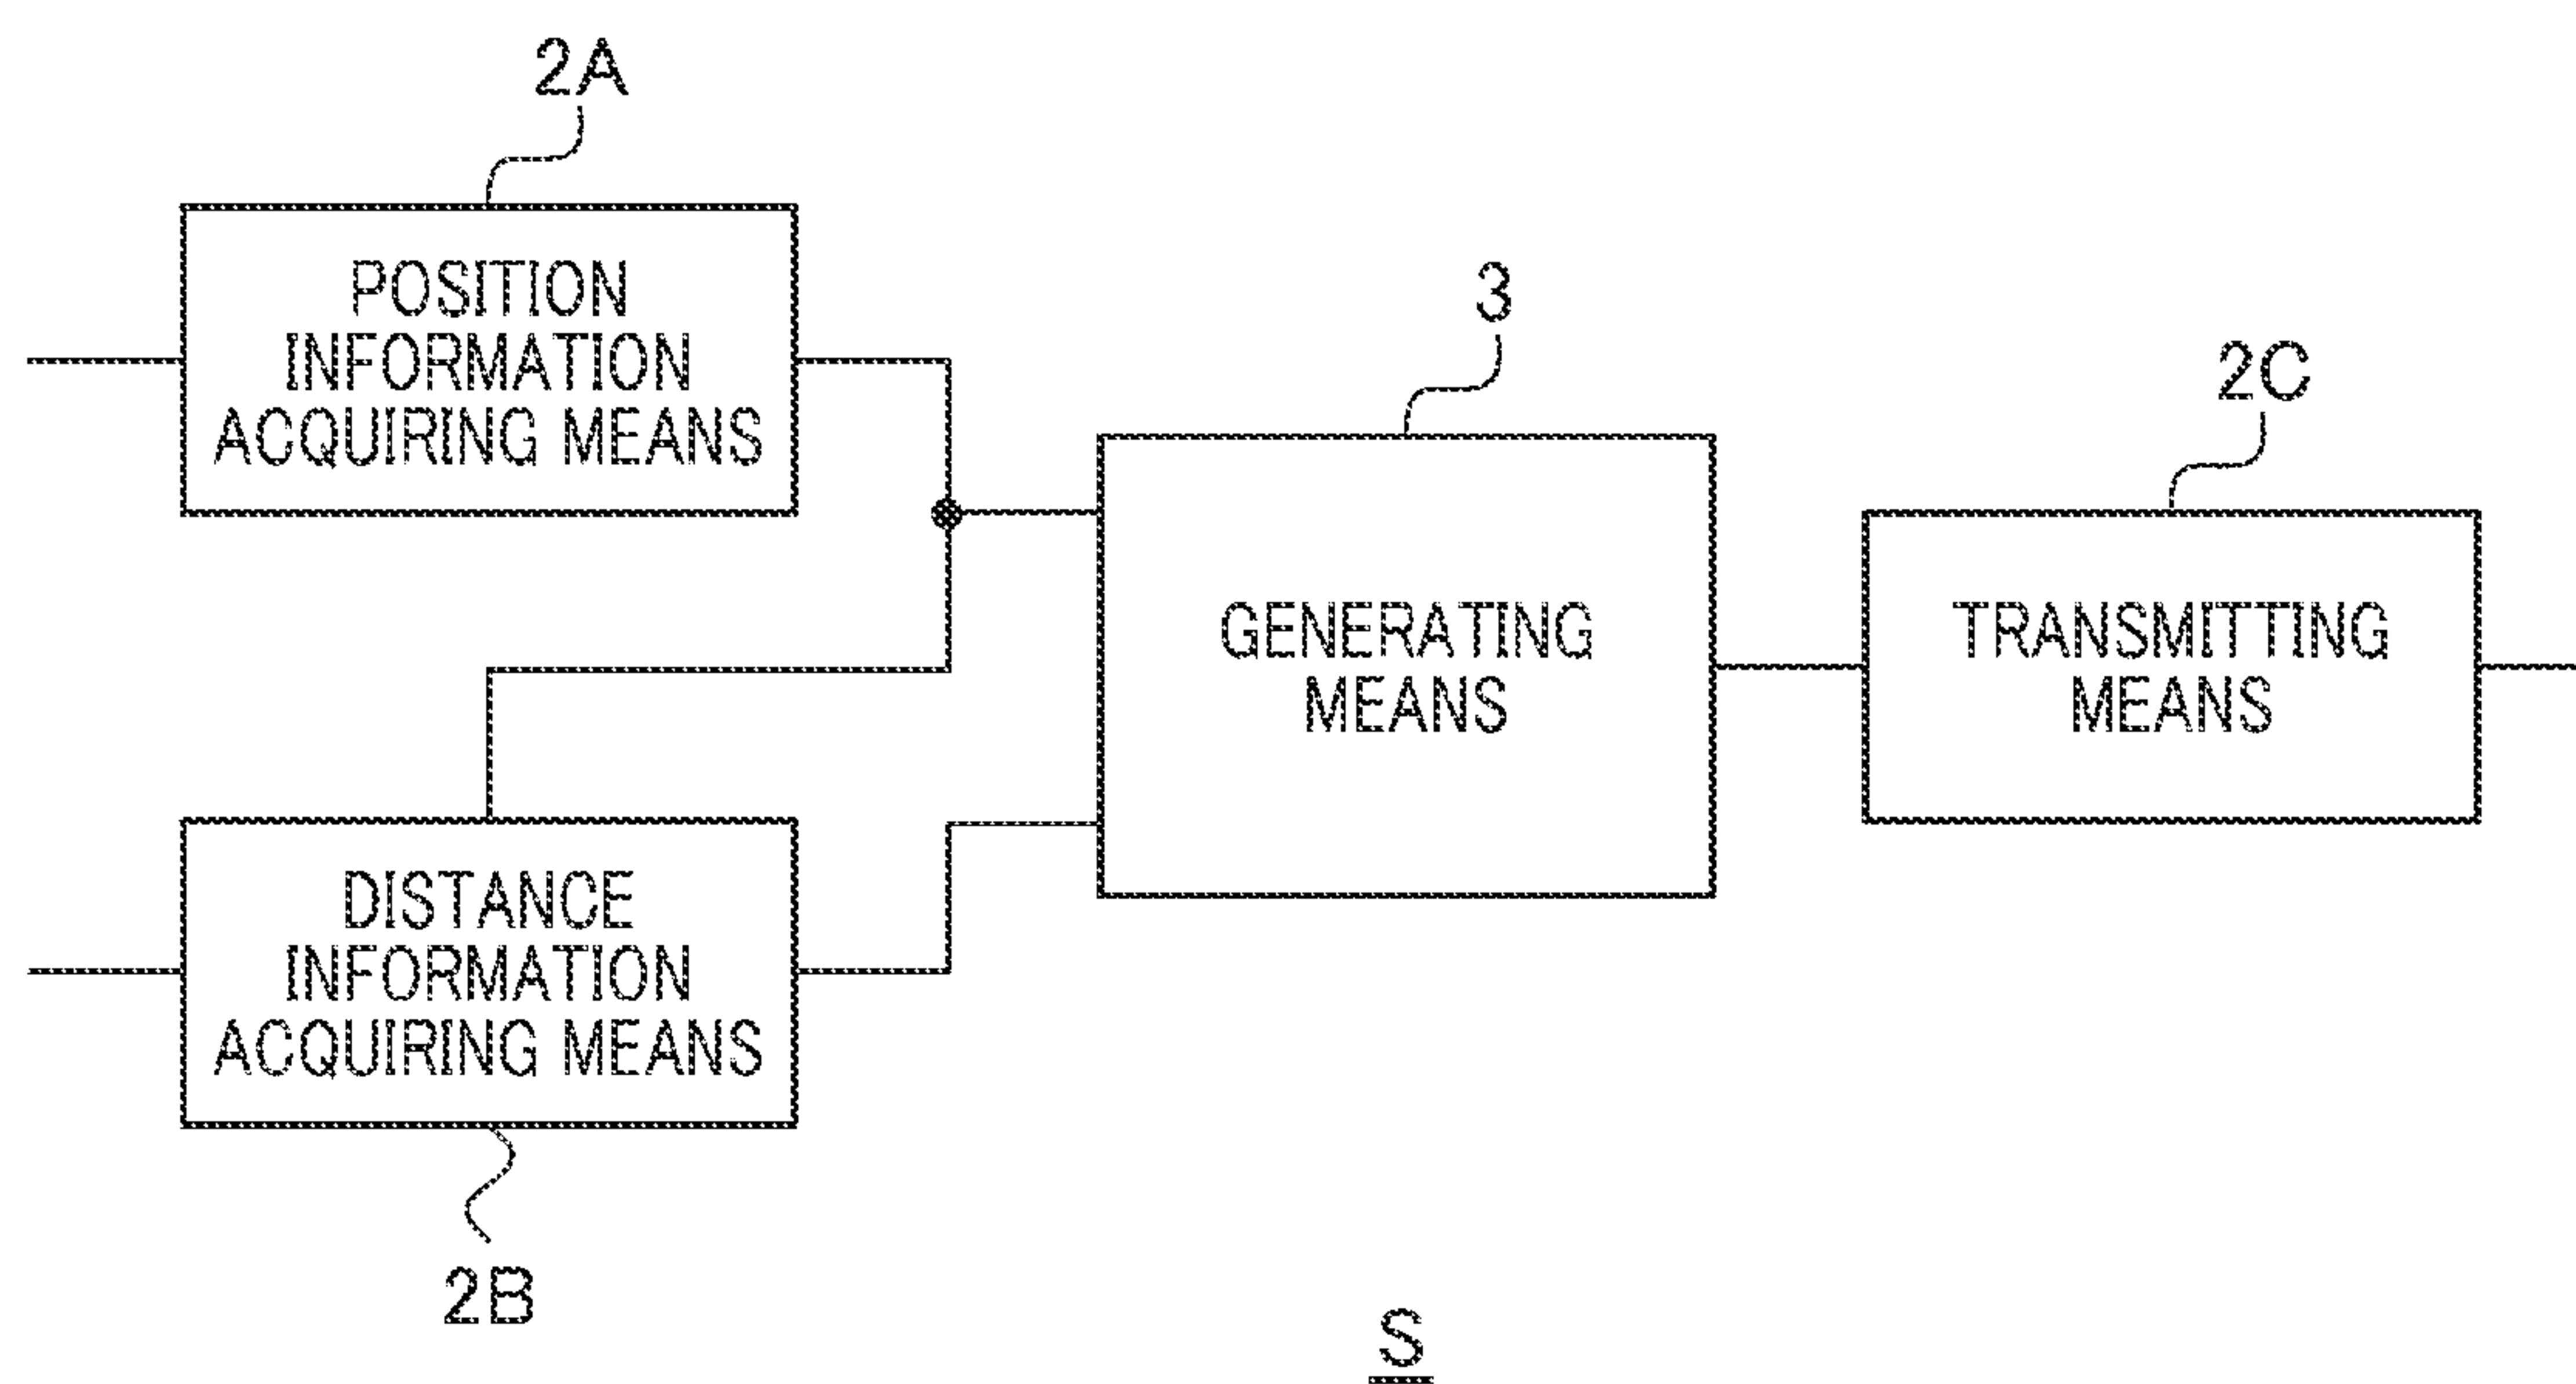 2A
POSITION
INFORMATION
ACQUIRING MEANS
3
2C
GENERATING
MEANS
TRANSMITTING
MEANS
DISTANCE
INFORMATION
ACQUIRING MEANS
2B
S